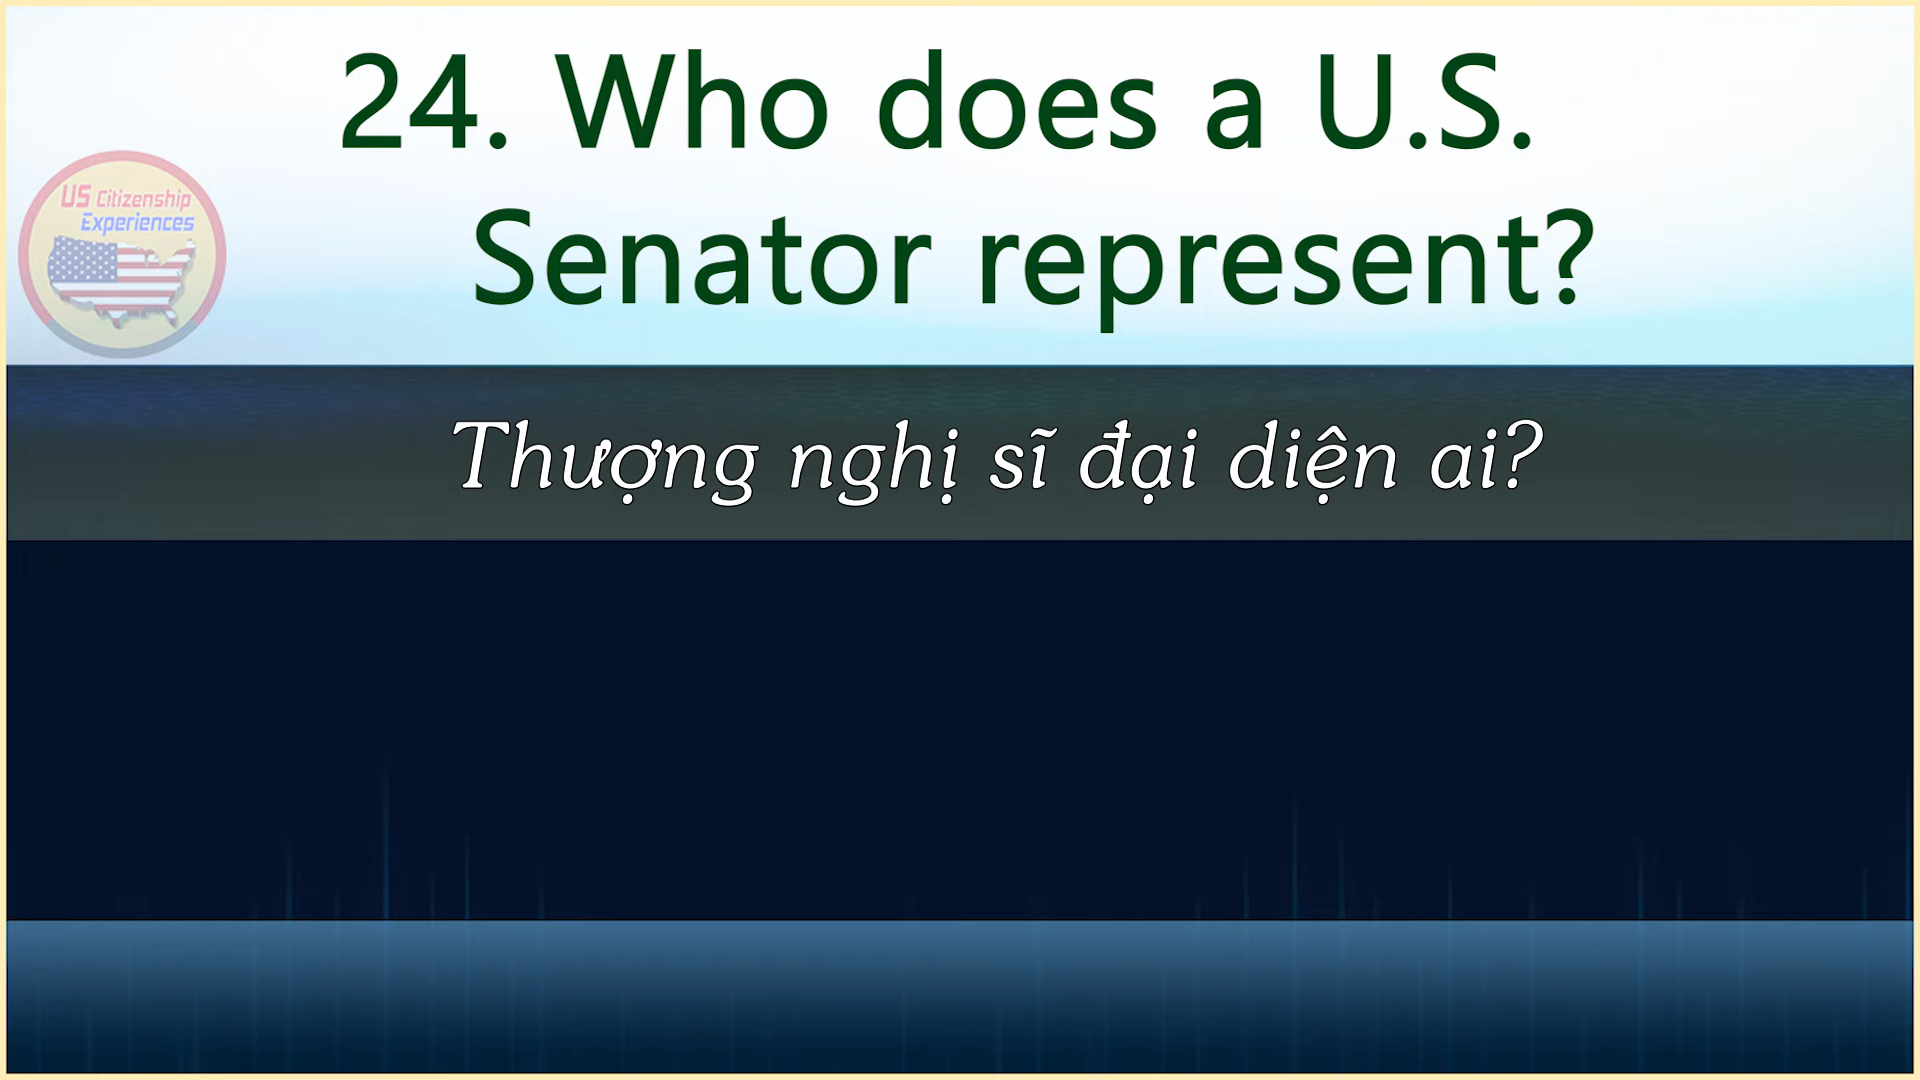 24. Who does a U.S.
Senator represent?
US Citizenship
Experiences
Thượng nghị sĩ đại diện ai?